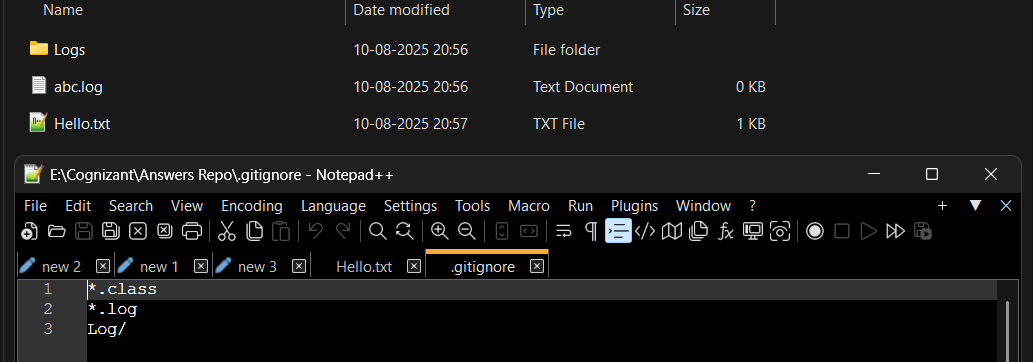 Name Date modified Type Size
Logs 10-08-2025 20:56 File folder
abc.log 10-08-2025 20:56 Text Document 0 KB
Hello.txt 10-08-2025 20:57 TXT File 1 KB
E:\Cognizant\Answers Repo\.gitignore - Notepad++
File Edit Search View Encoding Language Settings Tools Macro Run Plugins Window ?
new 2 new 1 new 3 Hello.txt .gitignore
1 *.class
2 *.log
3 Log/